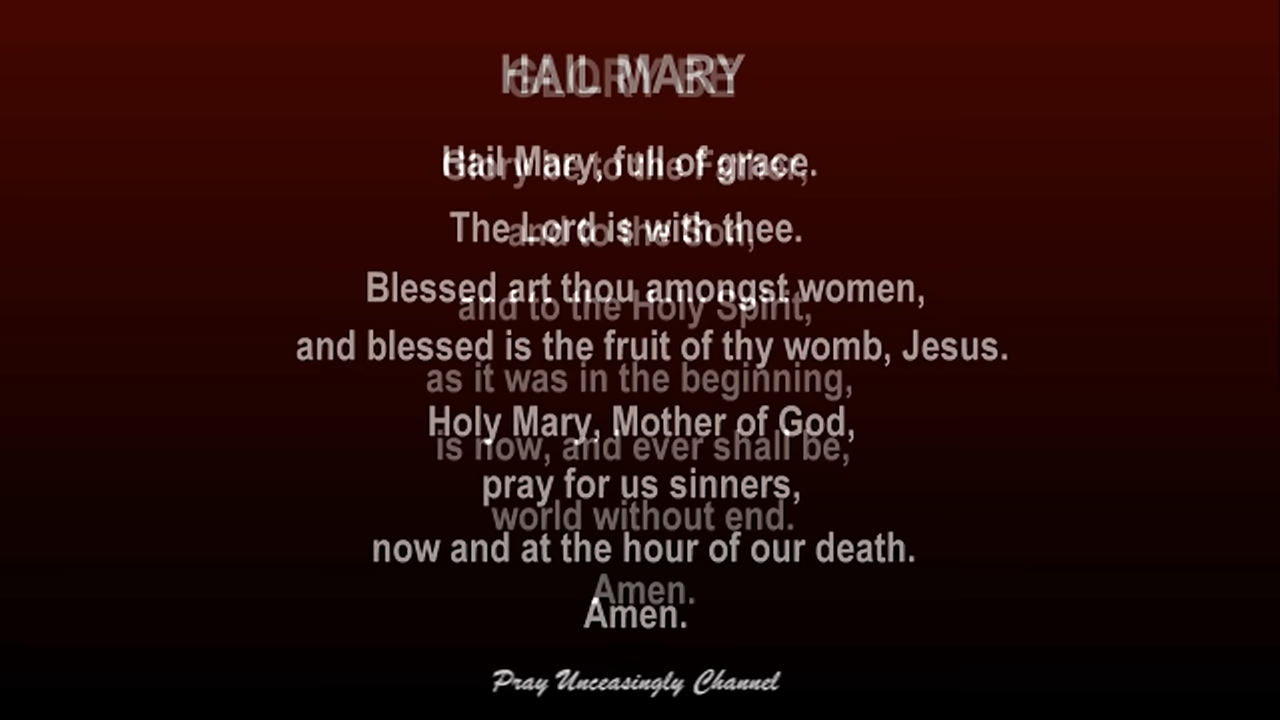 HAIL MARY
GLORY BE
Hail Mary, full of grace.
Glory be to the Father,
The Lord is with thee.
and to the Son,
Blessed art thou amongst women,
and to the Holy Spirit,
and blessed is the fruit of thy womb, Jesus.
as it was in the beginning,
Holy Mary, Mother of God,
is now, and ever shall be,
pray for us sinners,
world without end.
now and at the hour of our death.
Amen.
Amen.
Pray Unceasingly Channel